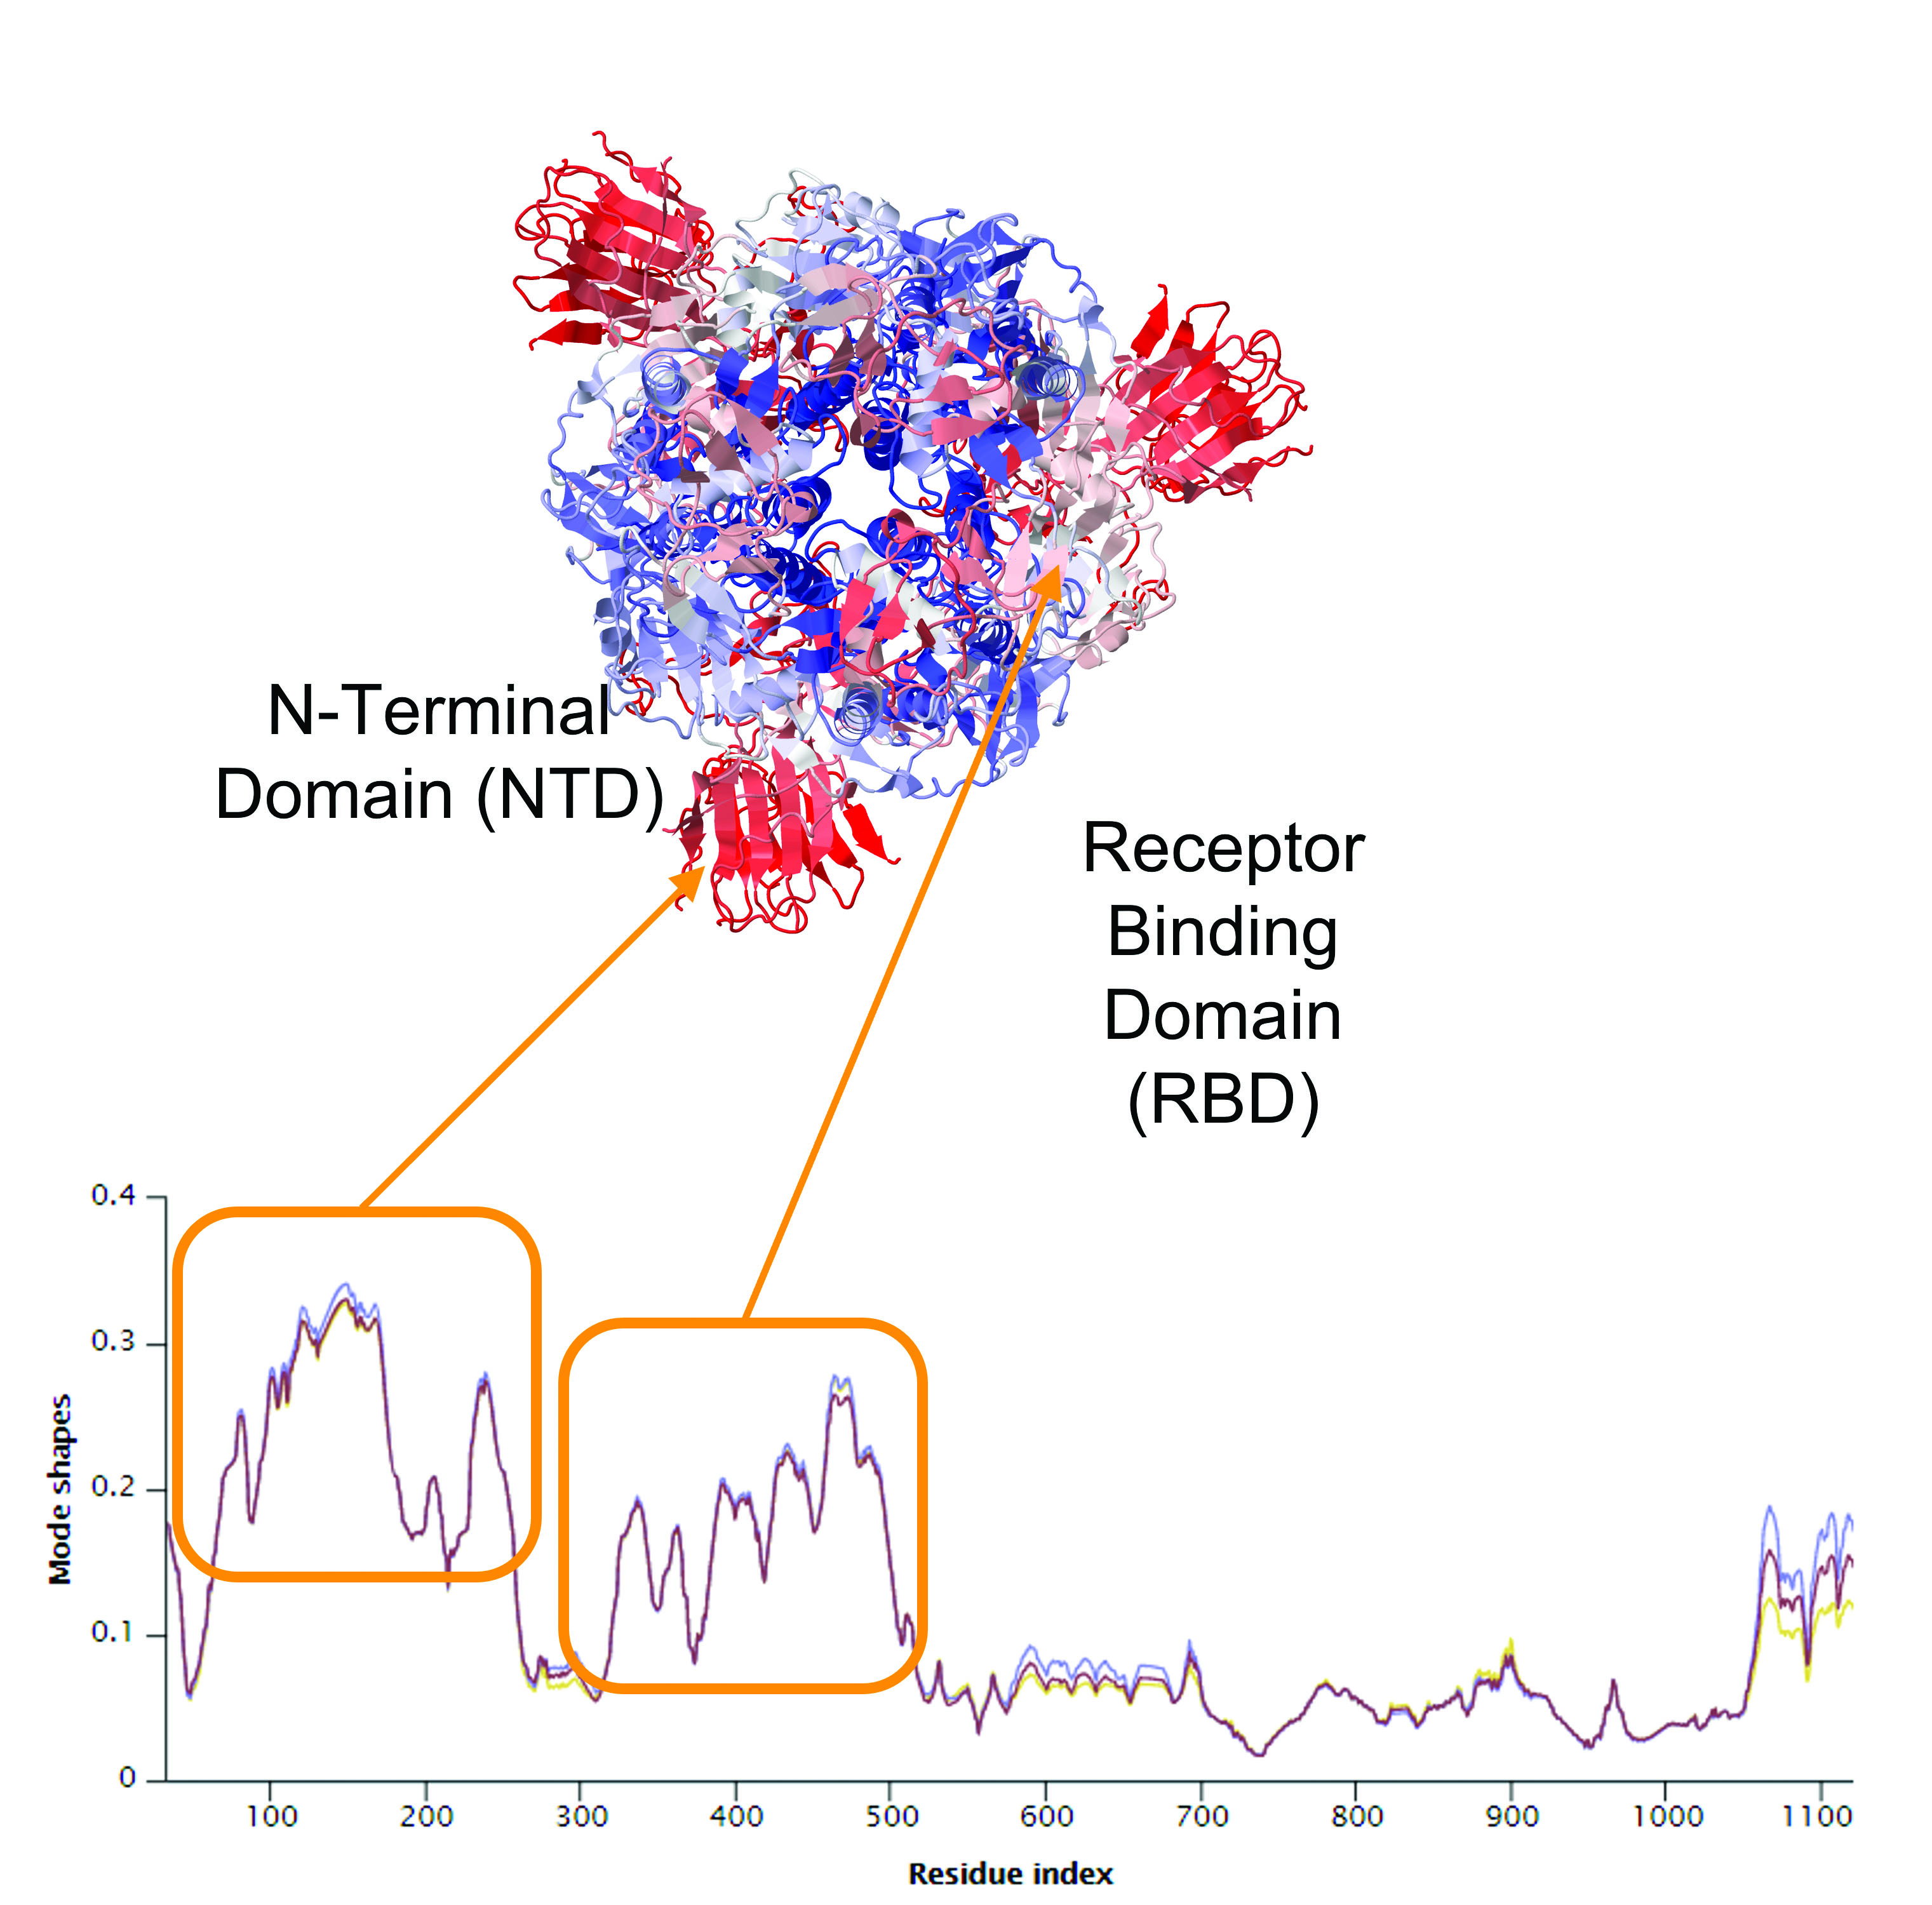 N-Terminal
Domain (NTD)
Receptor
Binding
Domain
(RBD)
0.4
0.3
0.2
0.1
0
Mode shapes
100 200 300 400 500 600 700 800 900 1000 1100
Residue index